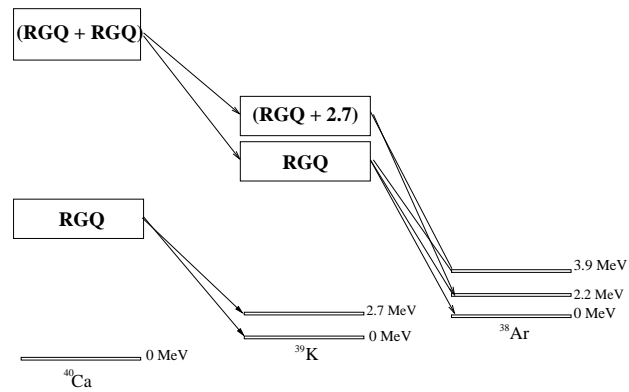 (RGQ + RGQ)
(RGQ + 2.7)
RGQ
RGQ
3.9 MeV
2.2 MeV
2.7 MeV
0 MeV
³⁸Ar
0 MeV
³⁹K
0 MeV
⁴⁰Ca